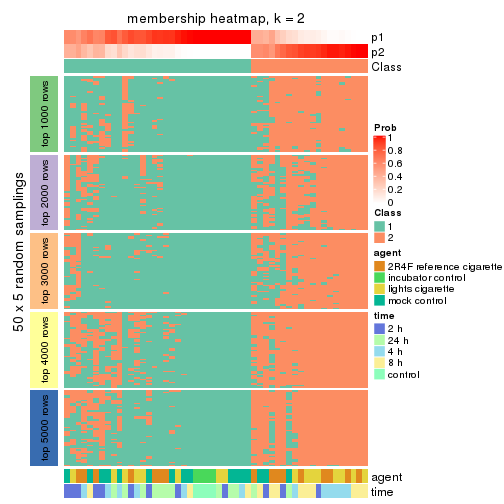 membership heatmap, k = 2
p1
p2
Class
50 x 5 random samplings
top 1000 rows
top 2000 rows
top 3000 rows
top 4000 rows
top 5000 rows
agent
time
Prob
1
0.8
0.6
0.4
0.2
0
Class
1
2
agent
2R4F reference cigarette
incubator control
lights cigarette
mock control
time
2 h
24 h
4 h
8 h
control